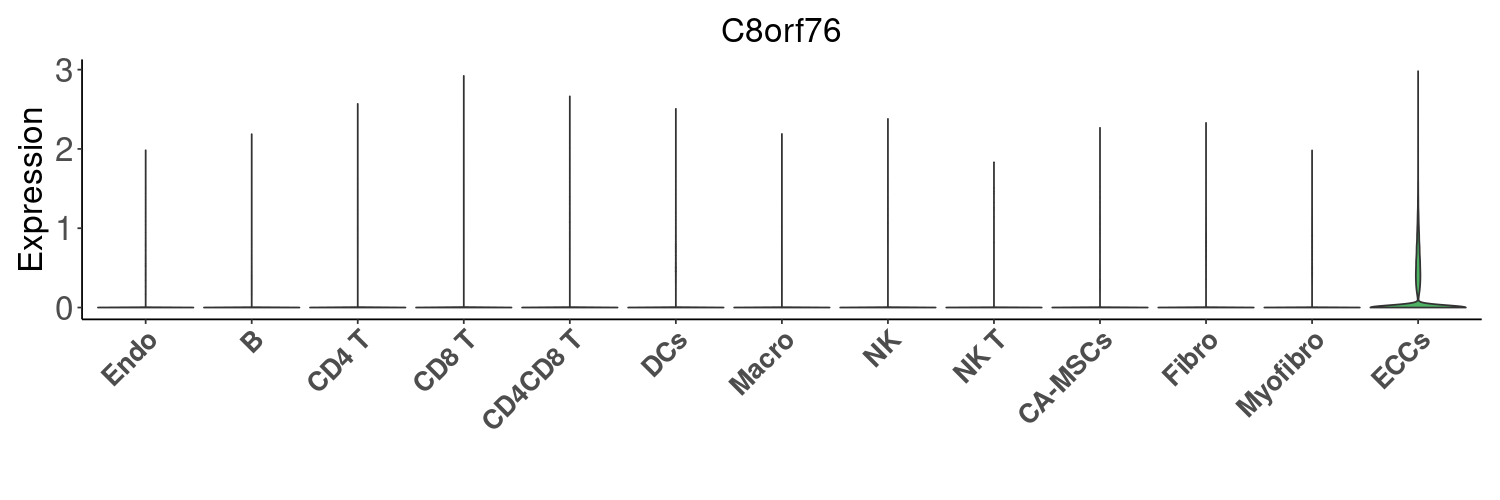 C8orf76
Expression
3
2
1
0
Endo
B
CD4 T
CD8 T
CD4CD8 T
DCs
Macro
NK
NK T
CA-MSCs
Fibro
Myofibro
ECCs